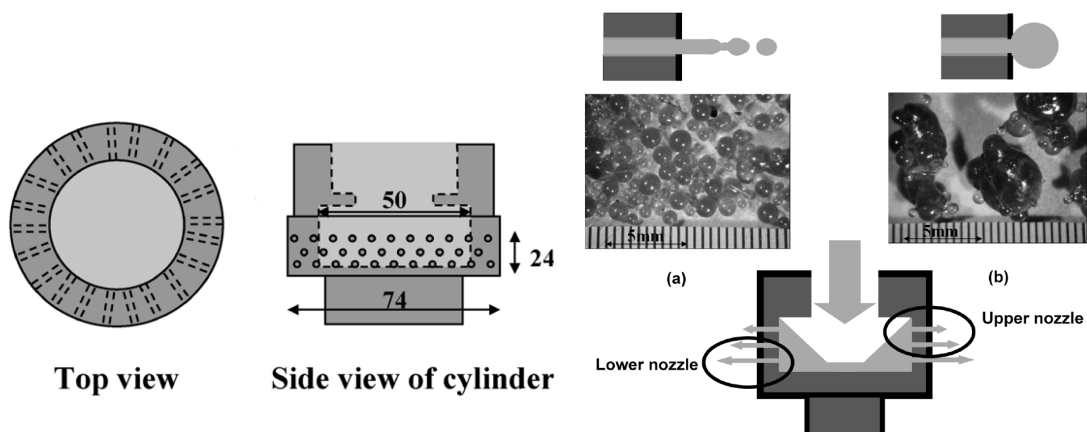 50
24
74
Top view
Side view of cylinder
5mm
5mm
(a)
(b)
Upper nozzle
Lower nozzle